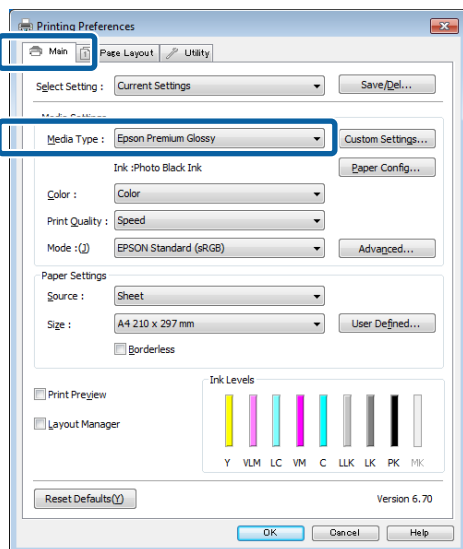 Printing Preferences
Main Page Layout Utility
Select Setting : Current Settings Save/Del...
Media Settings
Media Type : Epson Premium Glossy Custom Settings...
Ink :Photo Black Ink Paper Config...
Color : Color
Print Quality : Speed
Mode :(J) EPSON Standard (sRGB) Advanced...
Paper Settings
Source : Sheet
Size : A4 210 x 297 mm User Defined...
Borderless
Ink Levels
Print Preview
Layout Manager
Y VLM LC VM C LLK LK PK MK
Reset Defaults(Y) Version 6.70
OK Cancel Help